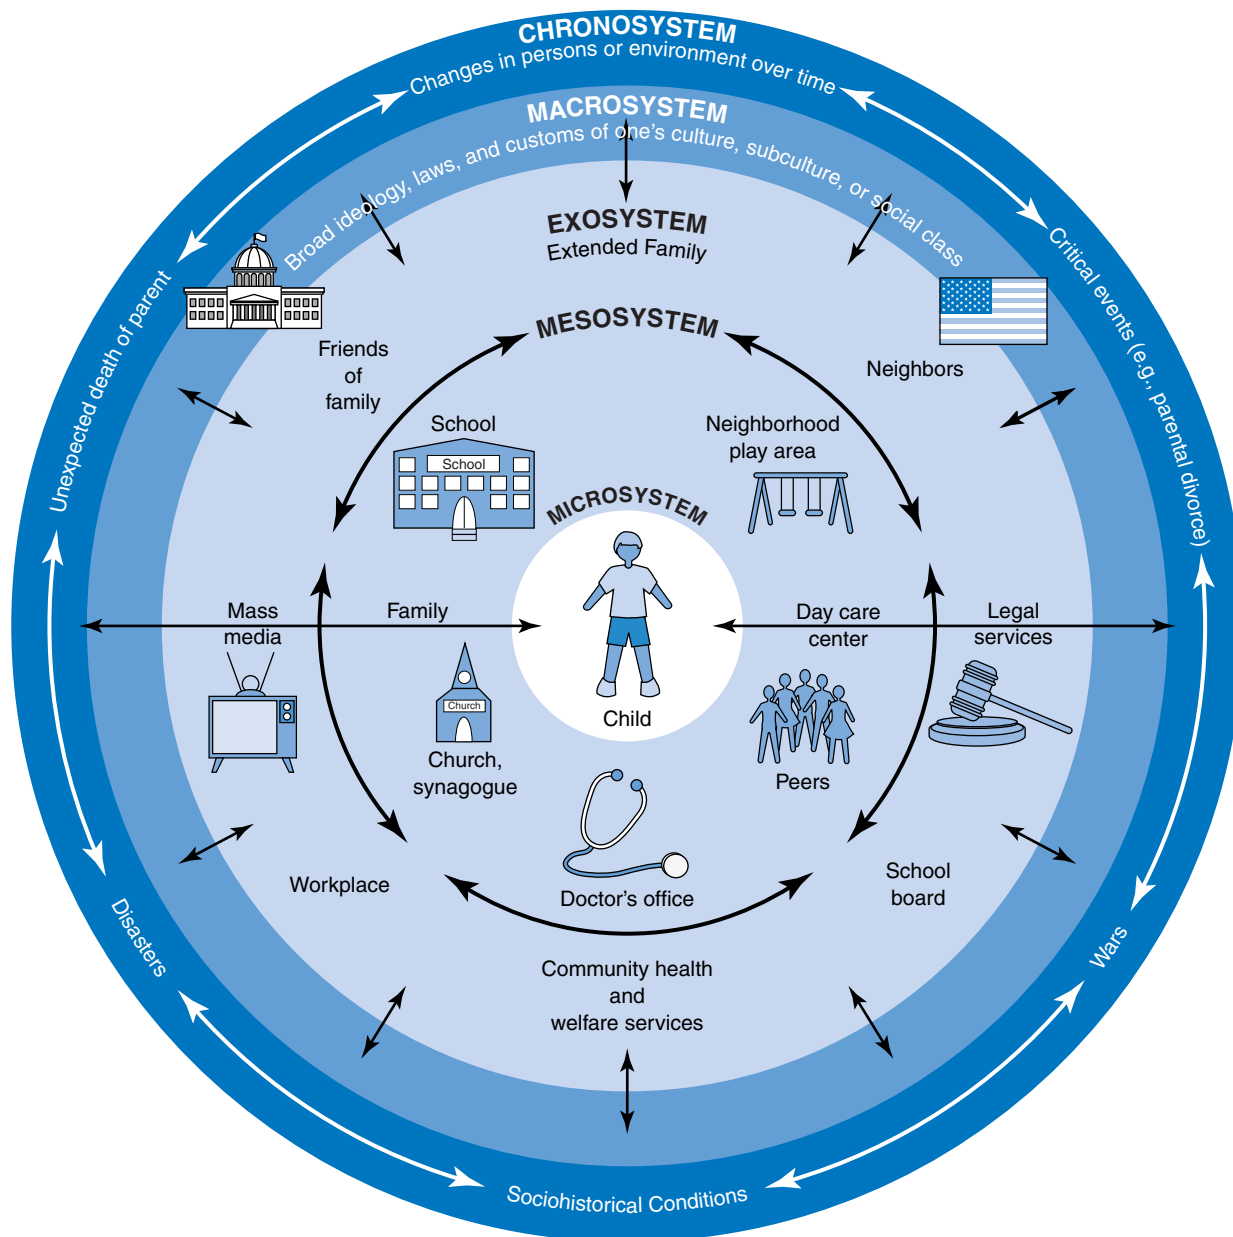 CHRONOSYSTEM
Changes in persons or environment over time
MACROSYSTEM
Broad ideology, laws, and customs of one's culture, subculture, or social class
EXOSYSTEM
Extended Family
MESOSYSTEM
Unexpected death of parent
Critical events (e.g., parental divorce)
Friends
of
family
Neighbors
School
School
Neighborhood
play area
MICROSYSTEM
Mass
media
Family
Day care
center
Legal
services
Church
Child
Church,
synagogue
Peers
Workplace
Doctor's office
School
board
Disasters
Wars
Community health
and
welfare services
Sociohistorical Conditions